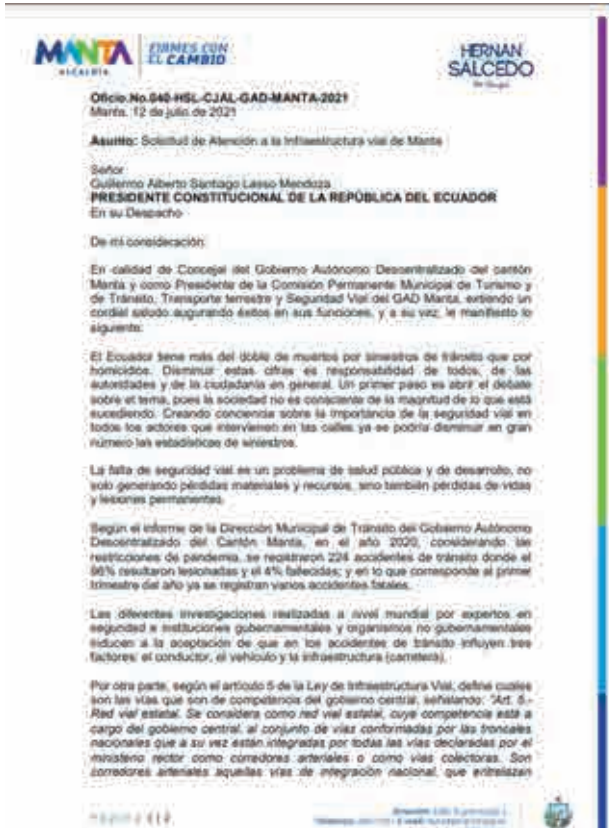 MANTA
ALCALDÍA
FIRMES CON
EL CAMBIO
HERNAN
SALCEDO
Oficio.No.040-HSL-CJAL-GAD-MANTA-2021
Manta, 12 de julio de 2021
Asunto: Solicitud de Atención a la Infraestructura vial de Manta
Señor
Guillermo Alberto Santiago Lasso Mendoza
PRESIDENTE CONSTITUCIONAL DE LA REPÚBLICA DEL ECUADOR
En su Despacho
De mi consideración:
En calidad de Concejal del Gobierno Autónomo Descentralizado del cantón
Manta y como Presidente de la Comisión Permanente Municipal de Turismo y
de Tránsito, Transporte terrestre y Seguridad Vial del GAD Manta, extiendo un
cordial saludo augurando éxitos en sus funciones, y a su vez, le manifiesto lo
siguiente:
El Ecuador tiene más del doble de muertos por siniestros de tránsito que por
homicidios. Disminuir estas cifras es responsabilidad de todos, de las
autoridades y de la ciudadanía en general. Un primer paso es abrir el debate
sobre el tema, pues la sociedad no es consciente de la magnitud de lo que está
sucediendo. Creando conciencia sobre la importancia de la seguridad vial en
todos los actores que intervienen en las calles ya se podría disminuir en gran
número las estadísticas de siniestros.
La falta de seguridad vial es un problema de salud pública y de desarrollo, no
solo generando pérdidas materiales y recursos, sino también pérdidas de vidas
y lesiones permanentes.
Según el informe de la Dirección Municipal de Tránsito del Gobierno Autónomo
Descentralizado del Cantón Manta, en el año 2020, considerando las
restricciones de pandemia, se registraron 224 accidentes de tránsito donde el
96% resultaron lesionadas y el 4% fallecidas; y en lo que corresponde al primer
trimestre del año ya se registran varios accidentes fatales.
Las diferentes investigaciones realizadas a nivel mundial por expertos en
seguridad e instituciones gubernamentales y organismos no gubernamentales
inducen a la aceptación de que en los accidentes de tránsito influyen tres
factores: el conductor, el vehículo y la infraestructura (carretera).
Por otra parte, según el artículo 5 de la Ley de Infraestructura Vial, define cuales
son las vías que son de competencia del gobierno central, señalando: "Art. 5.-
Red vial estatal. Se considera como red vial estatal, cuya competencia está a
cargo del gobierno central, al conjunto de vías conformadas por las troncales
nacionales que a su vez están integradas por todas las vías declaradas por el
ministerio rector como corredores arteriales o como vías colectoras. Son
corredores arteriales aquellas vías de integración nacional, que entrelazan